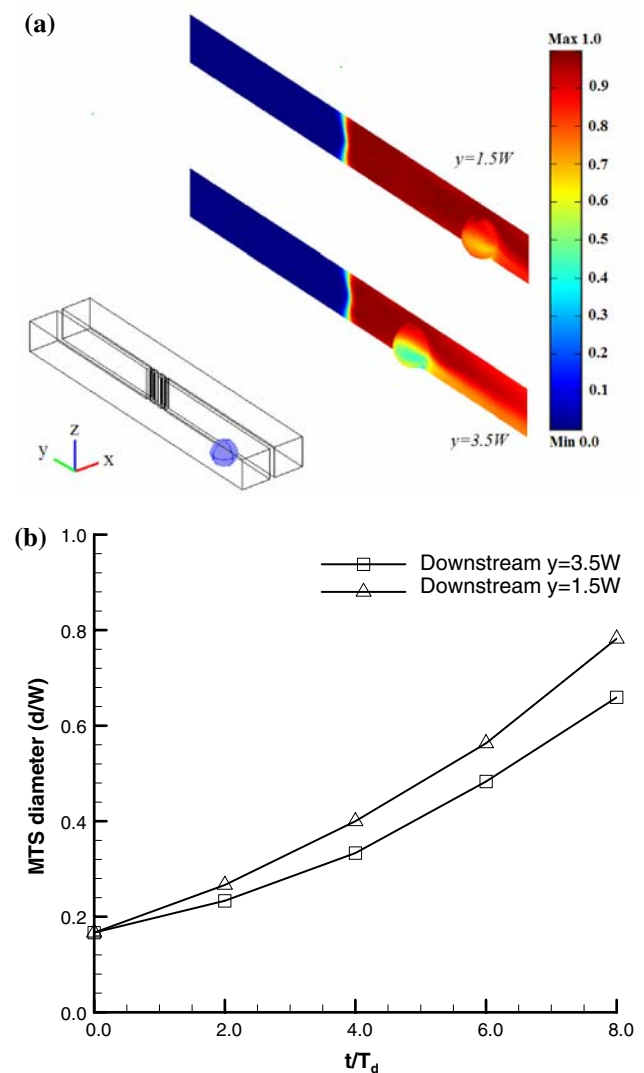 (a)
Max 1.0
0.9
0.8
0.7
0.6
0.5
0.4
0.3
0.2
0.1
Min 0.0
y=1.5W
y=3.5W
z
y
x
(b)
1.0
0.8
0.6
0.4
0.2
0.0
MTS diameter (d/W)
Downstream y=3.5W
Downstream y=1.5W
0.0 2.0 4.0 6.0 8.0
t/T_d